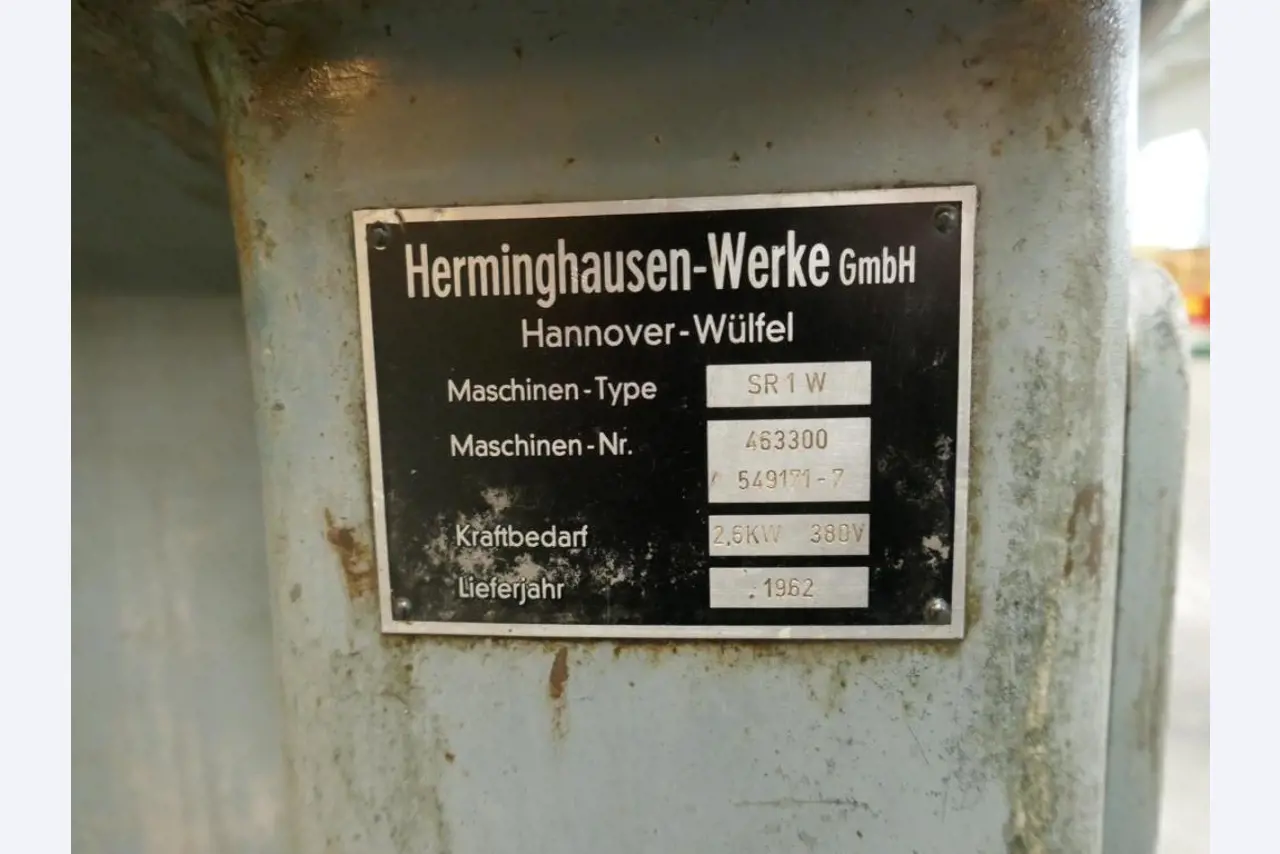 Herminghausen-Werke GmbH
Hannover-Wülfel
Maschinen-Type SR 1 W
Maschinen-Nr. 463300
549171-7
Kraftbedarf 2,6KW 380V
Lieferjahr 1962